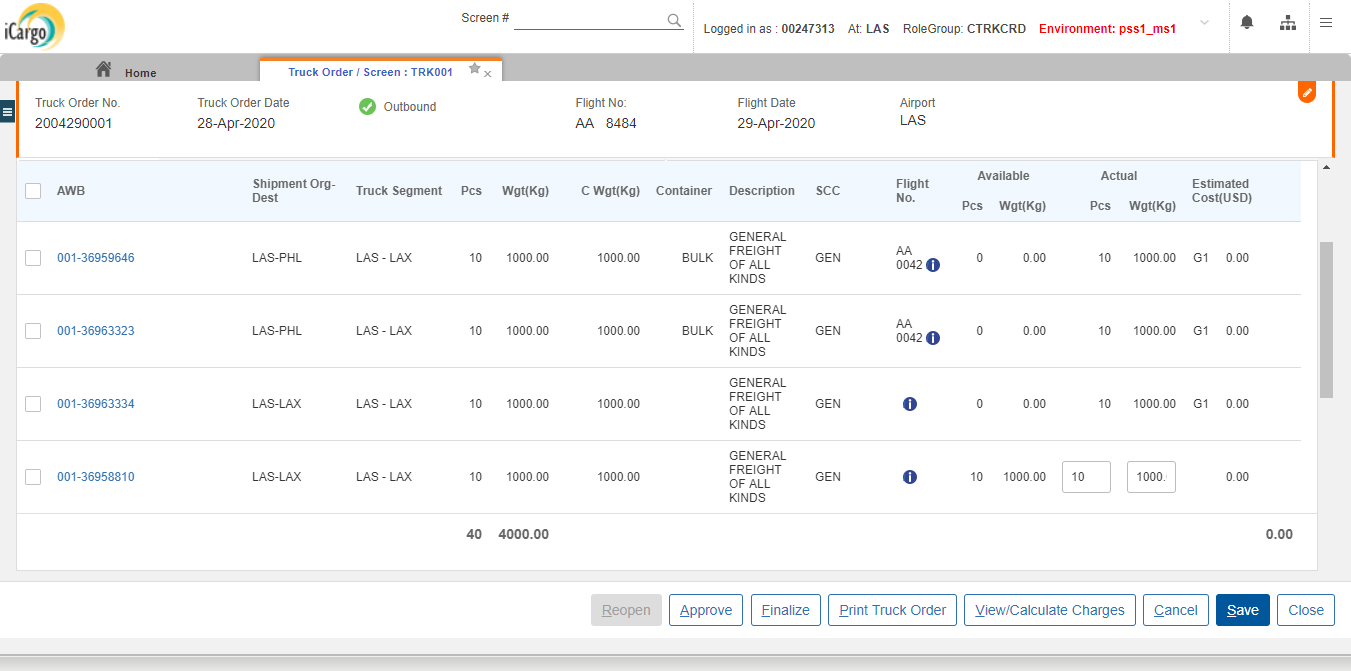 iCargo
Screen #
Logged in as : 00247313 At: LAS RoleGroup: CTRKCRD Environment: pss1_ms1
Home
Truck Order / Screen : TRK001
Truck Order No. Truck Order Date Outbound Flight No: Flight Date Airport
2004290001 28-Apr-2020 AA 8484 29-Apr-2020 LAS
AWB Shipment Org-Dest Truck Segment Pcs Wgt(Kg) C Wgt(Kg) Container Description SCC Flight No. Available Pcs Wgt(Kg) Actual Pcs Wgt(Kg) Estimated Cost(USD)
001-36959646 LAS-PHL LAS - LAX 10 1000.00 1000.00 BULK GENERAL FREIGHT OF ALL KINDS GEN AA 0042 i 0 0.00 10 1000.00 G1 0.00
001-36963323 LAS-PHL LAS - LAX 10 1000.00 1000.00 BULK GENERAL FREIGHT OF ALL KINDS GEN AA 0042 i 0 0.00 10 1000.00 G1 0.00
001-36963334 LAS-LAX LAS - LAX 10 1000.00 1000.00 GENERAL FREIGHT OF ALL KINDS GEN i 0 0.00 10 1000.00 G1 0.00
001-36958810 LAS-LAX LAS - LAX 10 1000.00 1000.00 GENERAL FREIGHT OF ALL KINDS GEN i 10 1000.00 10 1000. 0.00
40 4000.00 0.00
Reopen Approve Finalize Print Truck Order View/Calculate Charges Cancel Save Close